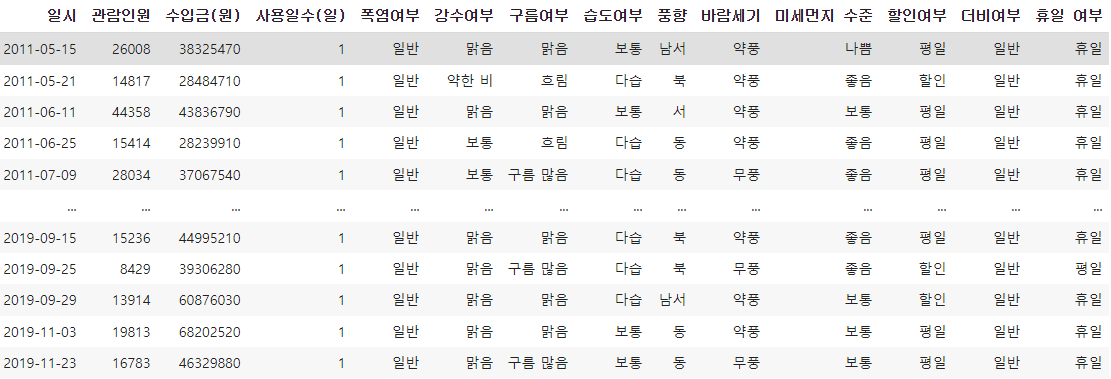 일시 관람인원 수입금(원) 사용일수(일) 폭염여부 강수여부 구름여부 습도여부 풍향 바람세기 미세먼지 수준 할인여부 더비여부 휴일 여부
2011-05-15 26008 38325470 1 일반 맑음 맑음 보통 남서 약풍 나쁨 평일 일반 휴일
2011-05-21 14817 28484710 1 일반 약한 비 흐림 다습 북 약풍 좋음 할인 일반 휴일
2011-06-11 44358 43836790 1 일반 맑음 맑음 보통 서 약풍 보통 평일 일반 휴일
2011-06-25 15414 28239910 1 일반 보통 흐림 다습 동 약풍 좋음 평일 일반 휴일
2011-07-09 28034 37067540 1 일반 보통 구름 많음 다습 동 무풍 좋음 평일 일반 휴일
... ... ... ... ... ... ... ... ... ... ... ... ... ...
2019-09-15 15236 44995210 1 일반 맑음 맑음 다습 북 약풍 좋음 평일 일반 휴일
2019-09-25 8429 39306280 1 일반 맑음 구름 많음 다습 북 무풍 좋음 할인 일반 평일
2019-09-29 13914 60876030 1 일반 맑음 맑음 다습 남서 약풍 보통 할인 일반 휴일
2019-11-03 19813 68202520 1 일반 맑음 맑음 보통 동 약풍 보통 평일 일반 휴일
2019-11-23 16783 46329880 1 일반 맑음 구름 많음 보통 동 무풍 보통 평일 일반 휴일